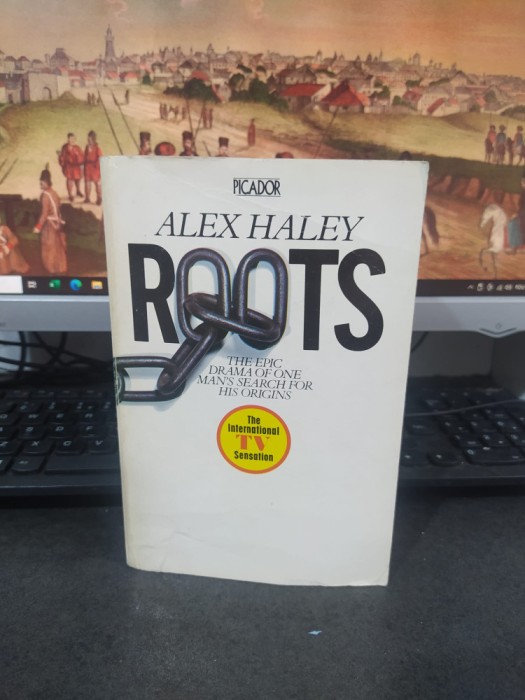 PICADOR
ALEX HALEY
ROOTS
THE EPIC
DRAMA OF ONE
MAN'S SEARCH FOR
HIS ORIGINS
The
International
"TV"
Sensation